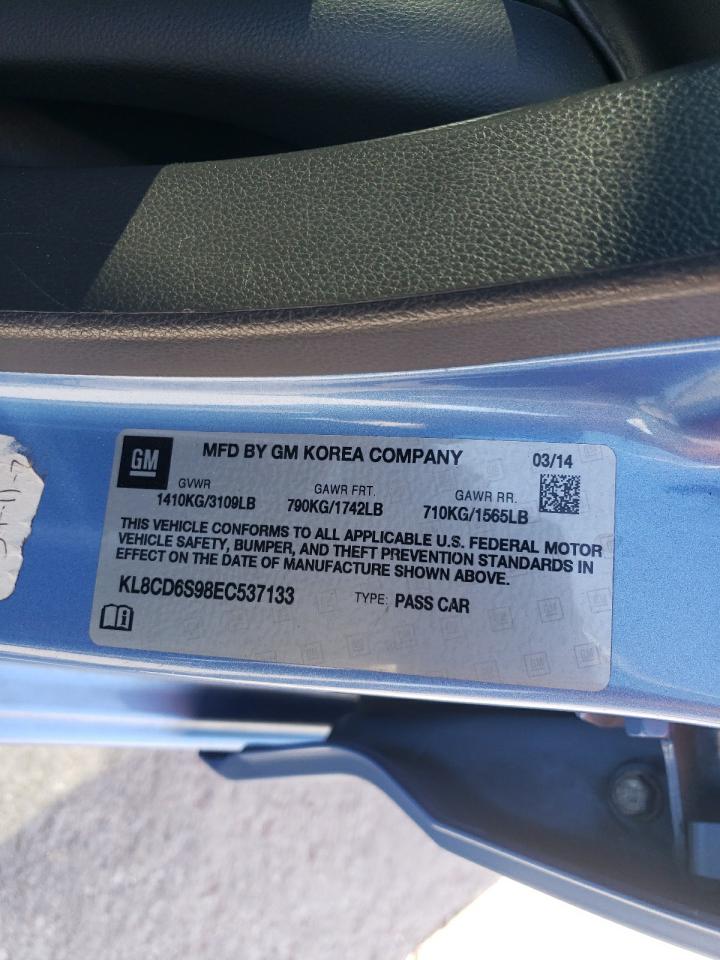 GM
MFD BY GM KOREA COMPANY 03/14
GVWR GAWR FRT. GAWR RR.
1410KG/3109LB 790KG/1742LB 710KG/1565LB
THIS VEHICLE CONFORMS TO ALL APPLICABLE U.S. FEDERAL MOTOR
VEHICLE SAFETY, BUMPER, AND THEFT PREVENTION STANDARDS IN
EFFECT ON THE DATE OF MANUFACTURE SHOWN ABOVE.
KL8CD6S98EC537133 TYPE: PASS CAR